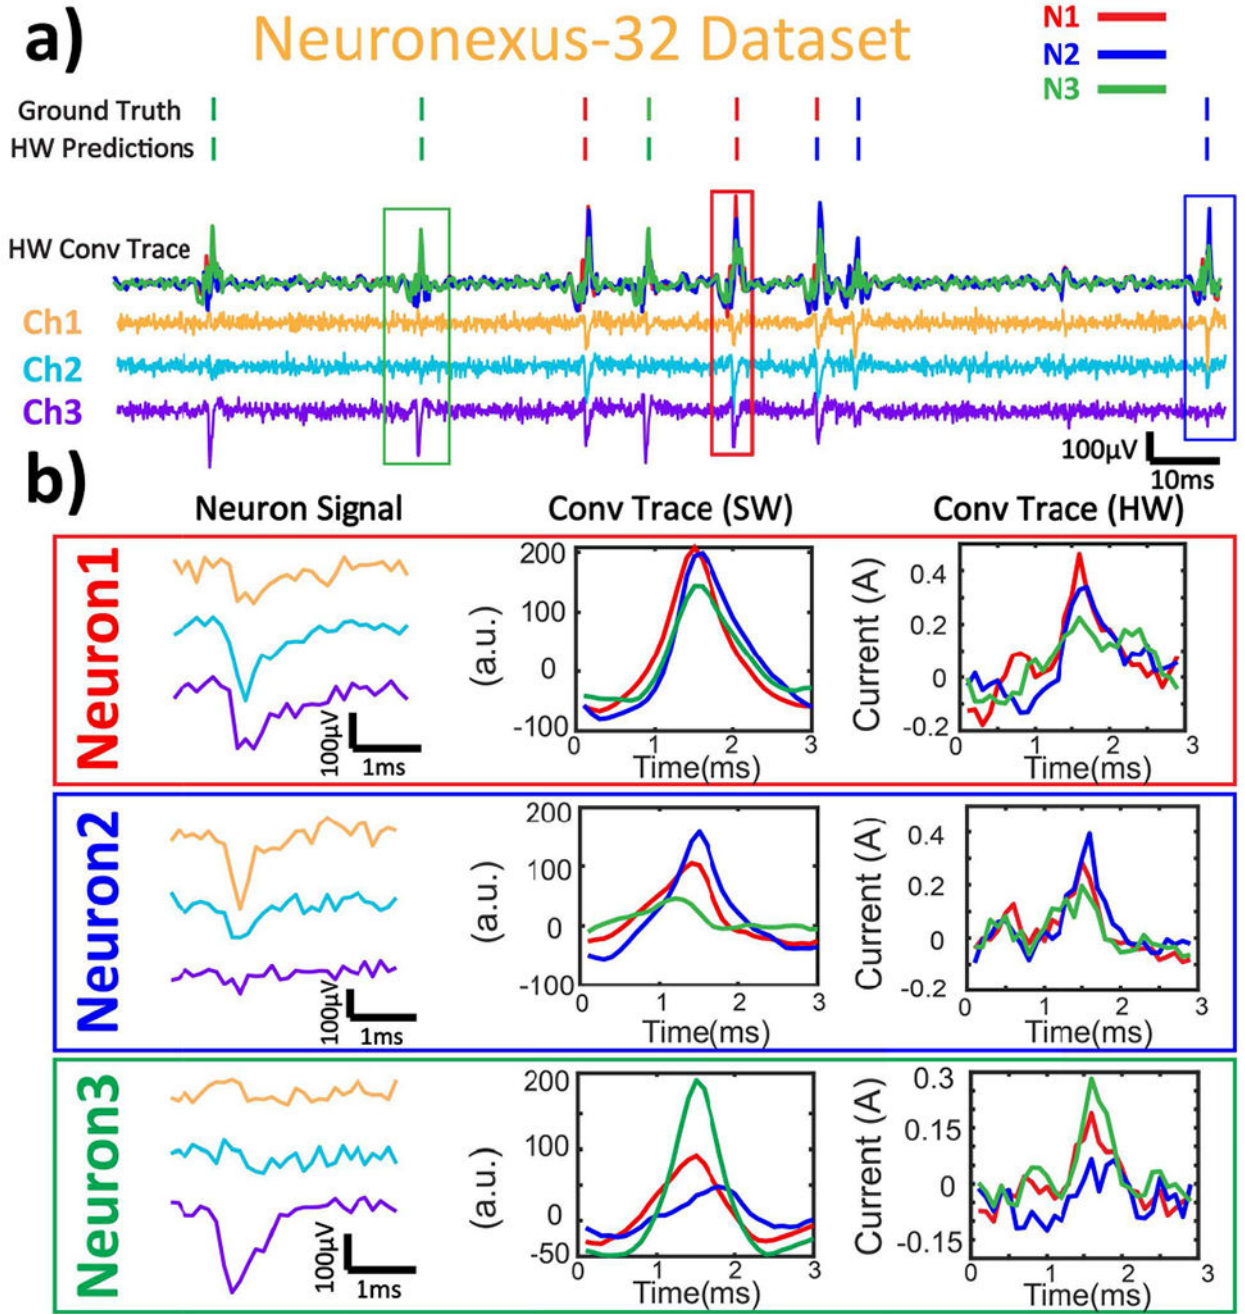 a)
Neuronexus-32 Dataset
N1
N2
N3
Ground Truth
HW Predictions
HW Conv Trace
Ch1
Ch2
Ch3
100µV
10ms
b)
Neuron Signal
Conv Trace (SW)
Conv Trace (HW)
Neuron1
100µV
1ms
(a.u.)
200
100
0
-100
0 1 2 3
Time(ms)
Current (A)
0.4
0.2
0
-0.2
0 1 2 3
Time(ms)
Neuron2
100µV
1ms
(a.u.)
200
100
0
-100
0 1 2 3
Time(ms)
Current (A)
0.4
0.2
0
-0.2
0 1 2 3
Time(ms)
Neuron3
100µV
1ms
(a.u.)
200
100
0
-50
0 1 2 3
Time(ms)
Current (A)
0.3
0.15
0
-0.15
0 1 2 3
Time(ms)